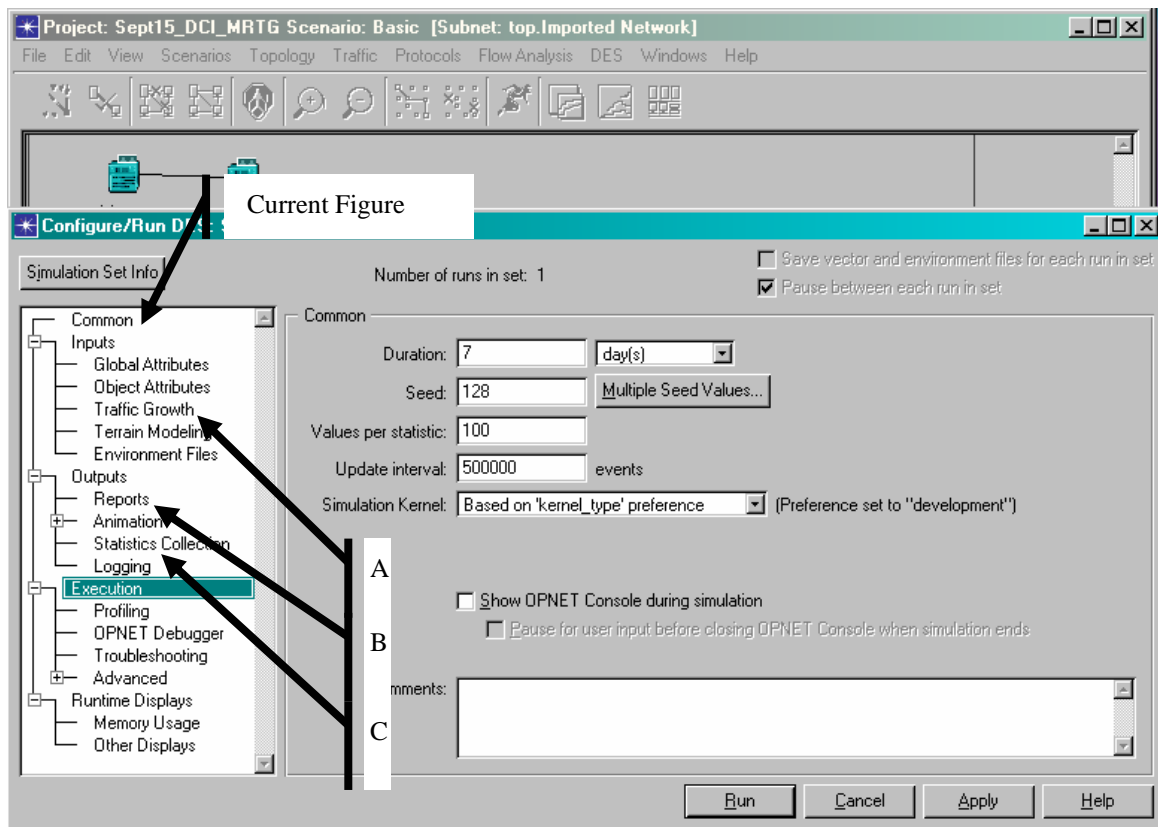 Project: Sept15_DCI_MRTG Scenario: Basic [Subnet: top.Imported Network]
File Edit View Scenarios Topology Traffic Protocols Flow Analysis DES Windows Help
Current Figure
Configure/Run DES: S
Simulation Set Info
Number of runs in set: 1
Save vector and environment files for each run in set
Pause between each run in set
Common
Inputs
Global Attributes
Object Attributes
Traffic Growth
Terrain Modeling
Environment Files
Outputs
Reports
Animation
Statistics Collection
Logging
Execution
Profiling
OPNET Debugger
Troubleshooting
Advanced
Runtime Displays
Memory Usage
Other Displays
Common
Duration: 7 day(s)
Seed: 128 Multiple Seed Values...
Values per statistic: 100
Update interval: 500000 events
Simulation Kernel: Based on 'kernel_type' preference (Preference set to "development")
A
B
C
Show OPNET Console during simulation
Pause for user input before closing OPNET Console when simulation ends
mments:
Run Cancel Apply Help